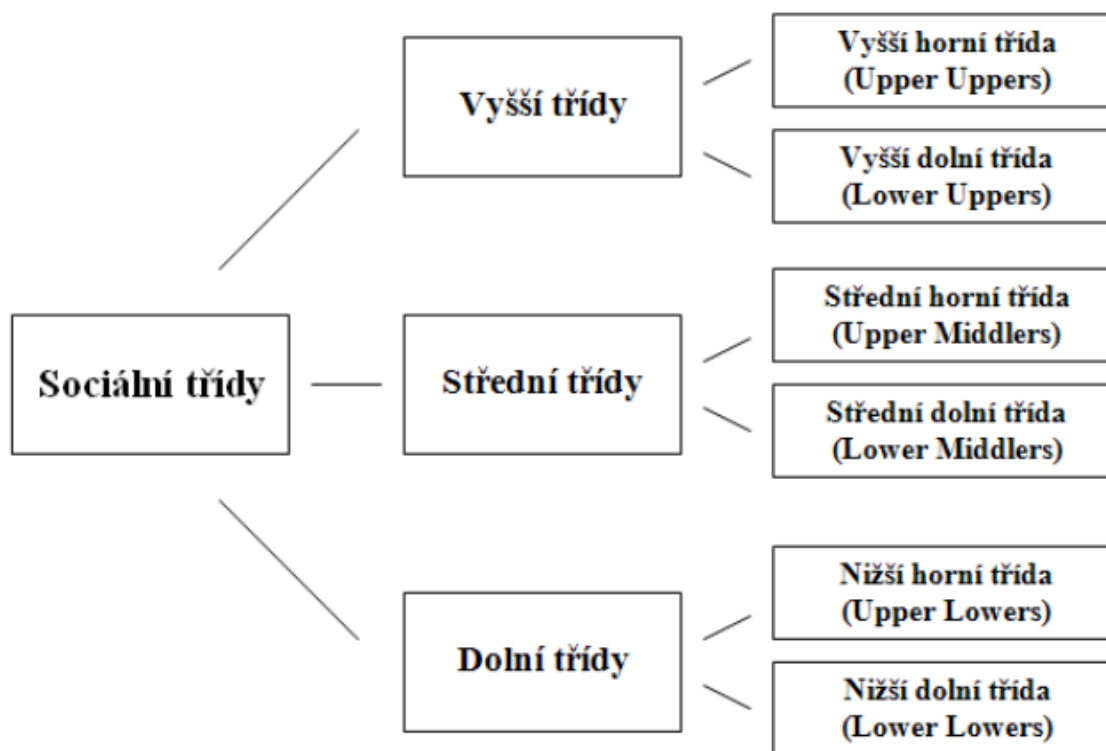 Sociální třídy
Vyšší třídy
Vyšší horní třída
(Upper Uppers)
Vyšší dolní třída
(Lower Uppers)
Střední třídy
Střední horní třída
(Upper Middlers)
Střední dolní třída
(Lower Middlers)
Dolní třídy
Nižší horní třída
(Upper Lowers)
Nižší dolní třída
(Lower Lowers)